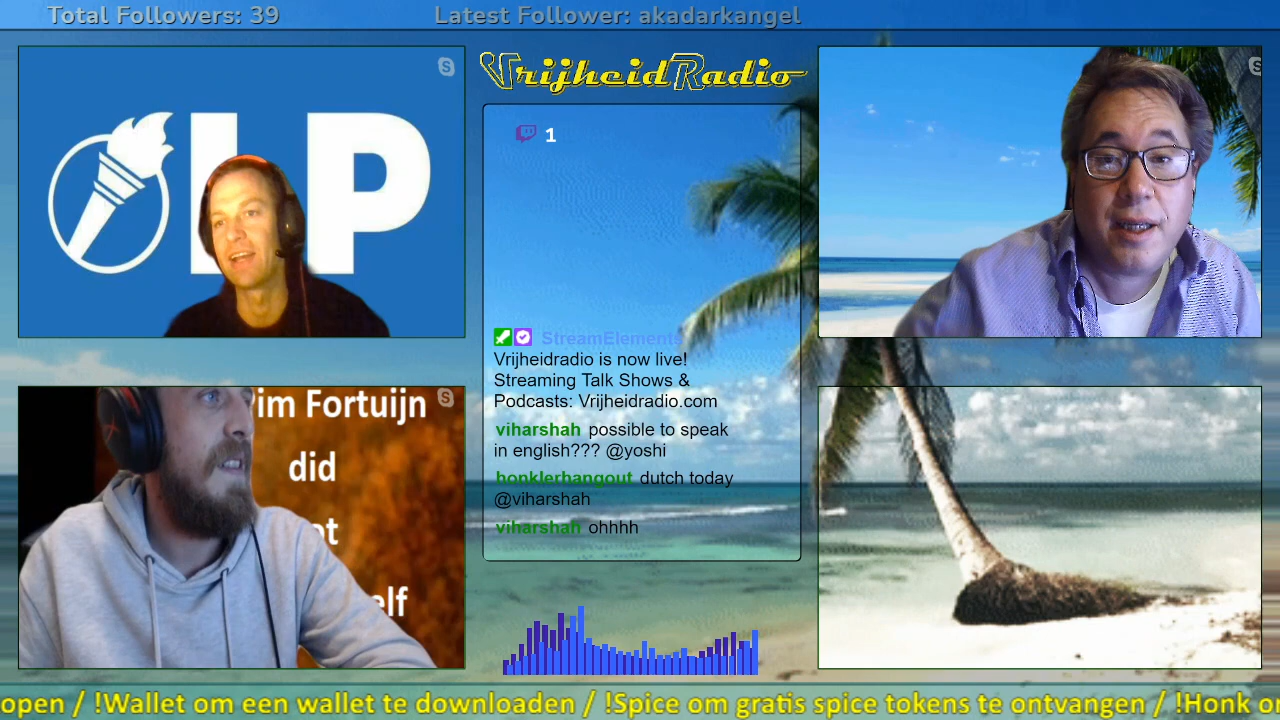 Total Followers: 39
Latest Follower: akadarkangel
VrijheidRadio
LP
1
StreamElements
Vrijheidradio is now live!
Streaming Talk Shows &
Podcasts: Vrijheidradio.com
viharshah possible to speak
in english??? @yoshi
honklerhangout dutch today
@viharshah
viharshah ohhhh
im Fortuijn
did
ot
elf
open / !Wallet om een wallet te downloaden / !Spice om gratis spice tokens te ontvangen / !Honk o